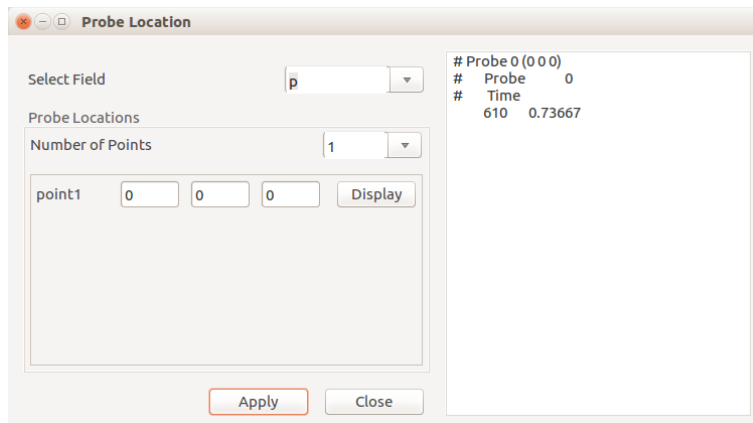 Probe Location
Select Field p
Probe Locations
Number of Points 1
point1 0 0 0 Display
Apply Close
# Probe 0 (0 0 0)
# Probe 0
# Time
610 0.73667